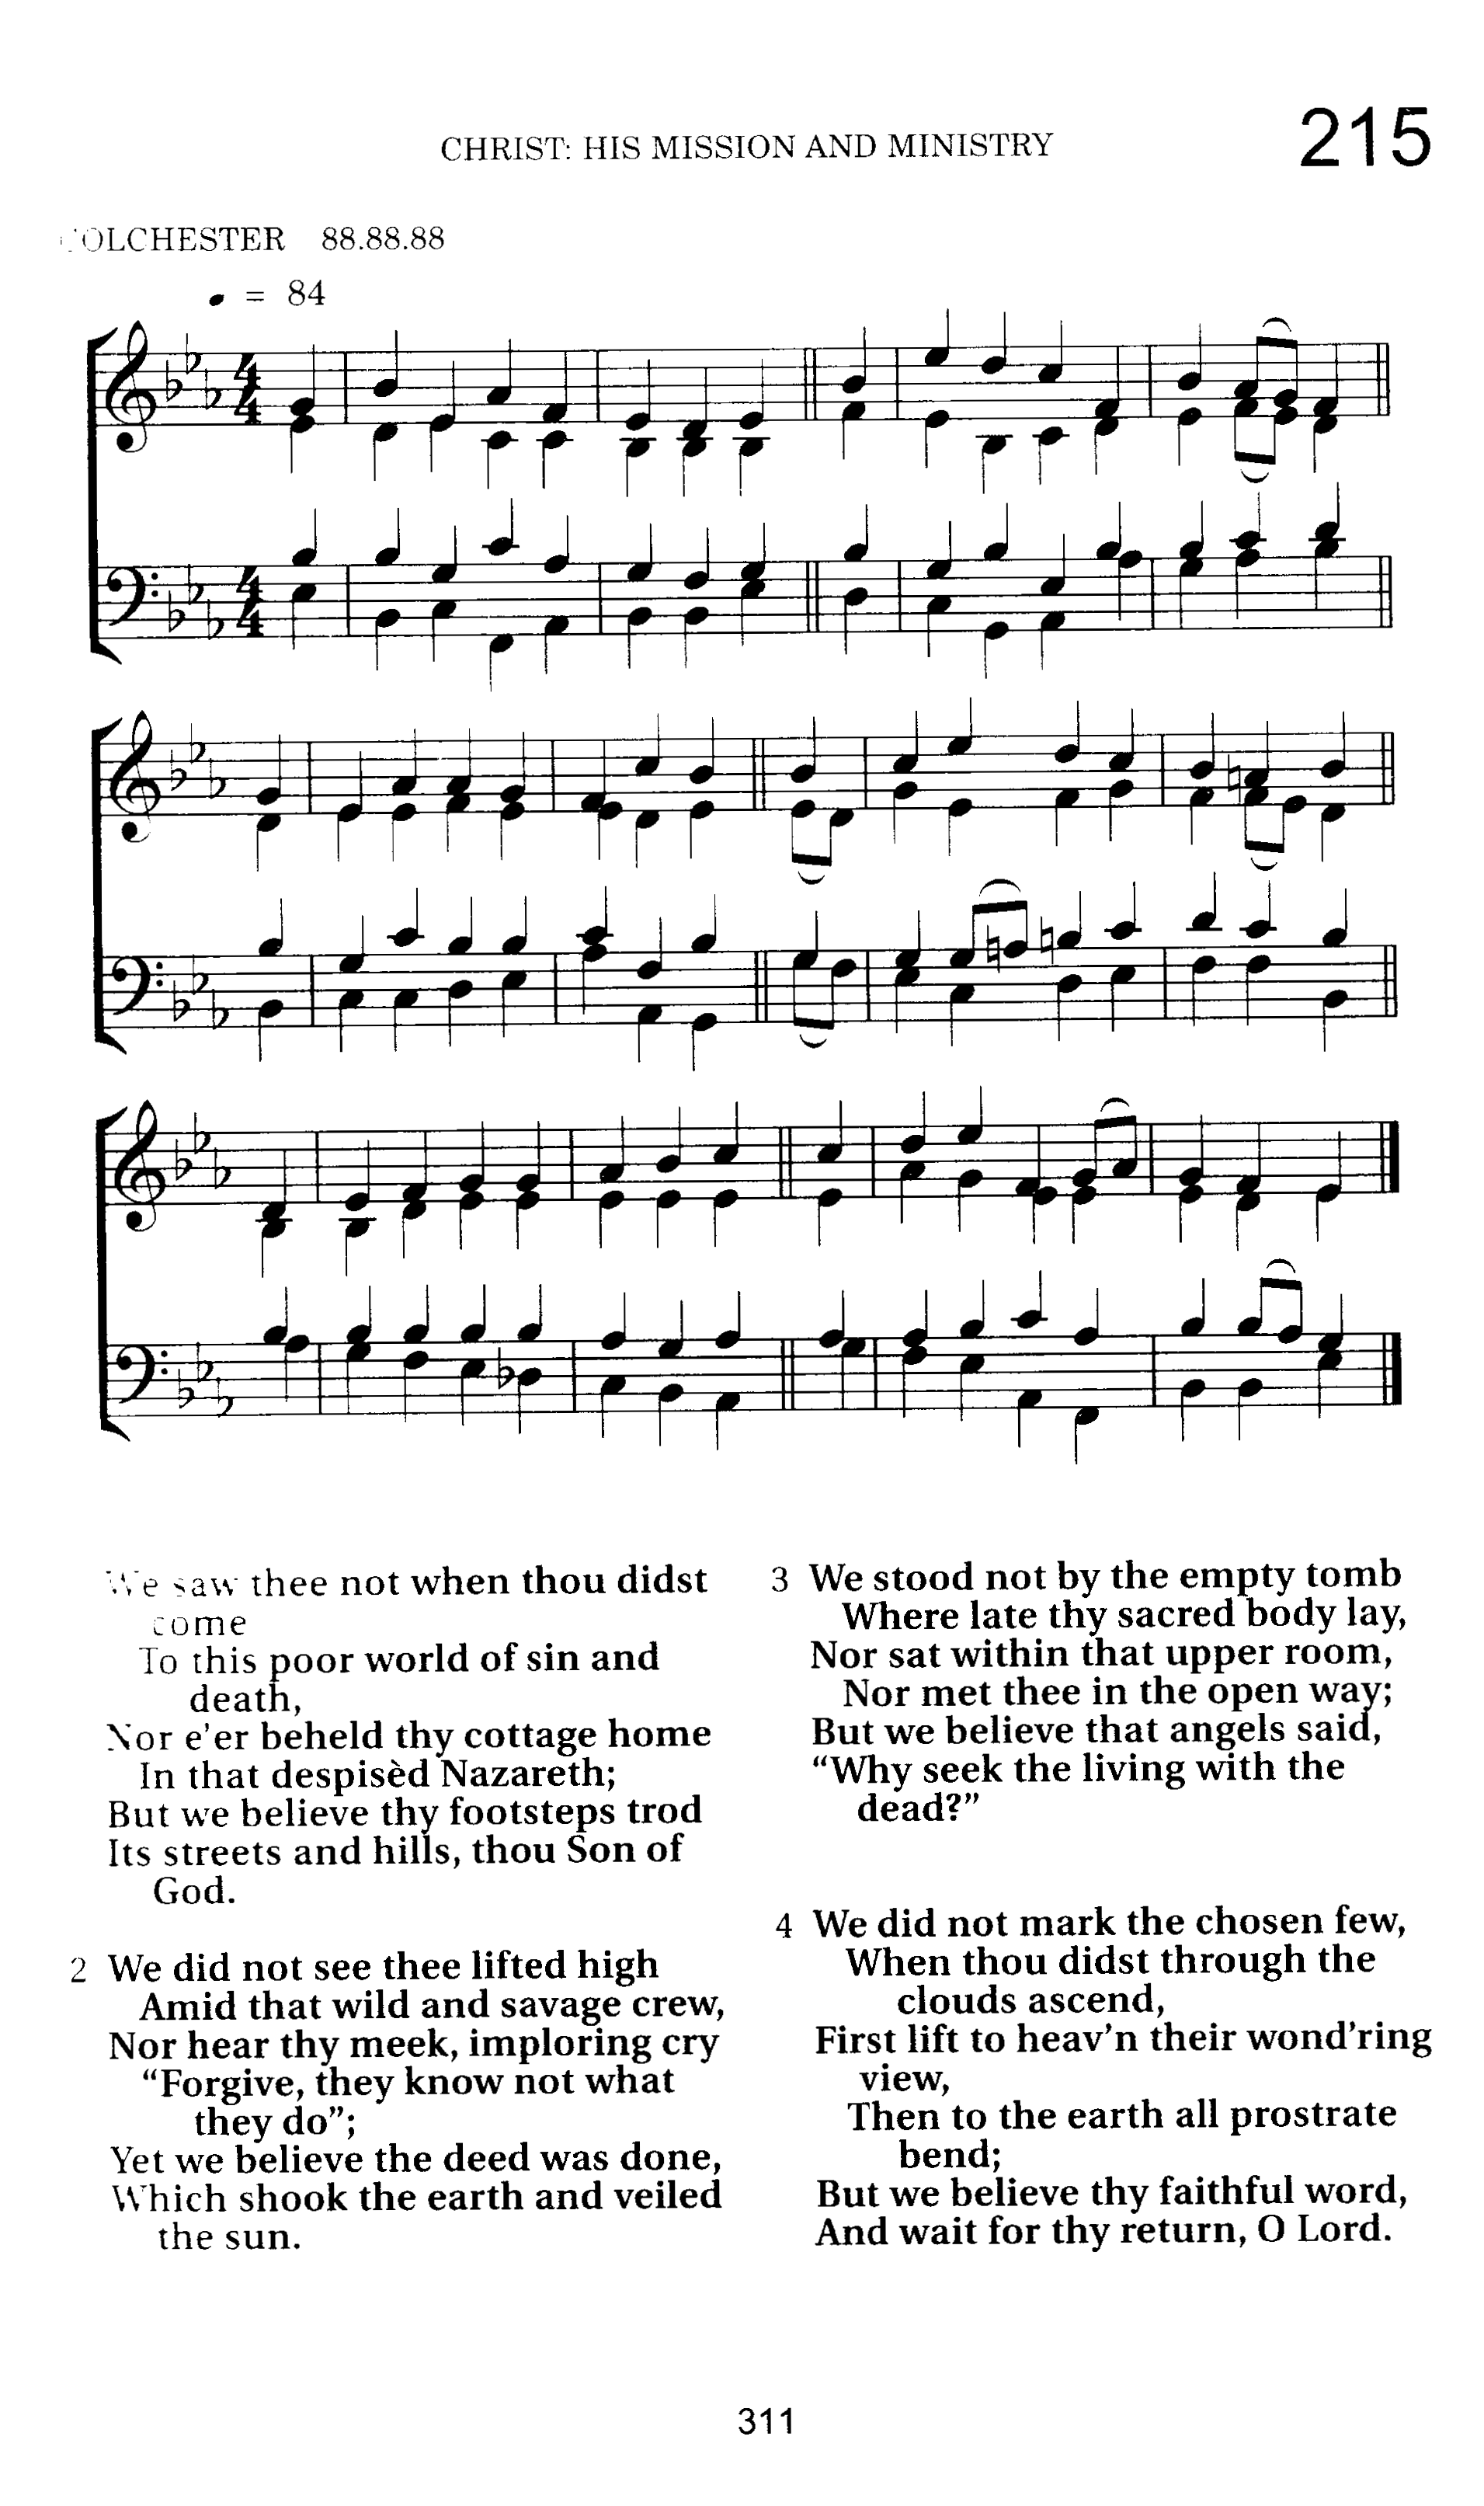 CHRIST: HIS MISSION AND MINISTRY
215
COLCHESTER 88.88.88
= 84
4
4
4
4
We saw thee not when thou didst
come
To this poor world of sin and
death,
Nor e'er beheld thy cottage home
In that despisèd Nazareth;
But we believe thy footsteps trod
Its streets and hills, thou Son of
God.
2 We did not see thee lifted high
Amid that wild and savage crew,
Nor hear thy meek, imploring cry
“Forgive, they know not what
they do”;
Yet we believe the deed was done,
Which shook the earth and veiled
the sun.
3 We stood not by the empty tomb
Where late thy sacred body lay,
Nor sat within that upper room,
Nor met thee in the open way;
But we believe that angels said,
“Why seek the living with the
dead?”
4 We did not mark the chosen few,
When thou didst through the
clouds ascend,
First lift to heav’n their wond’ring
view,
Then to the earth all prostrate
bend;
But we believe thy faithful word,
And wait for thy return, O Lord.
311